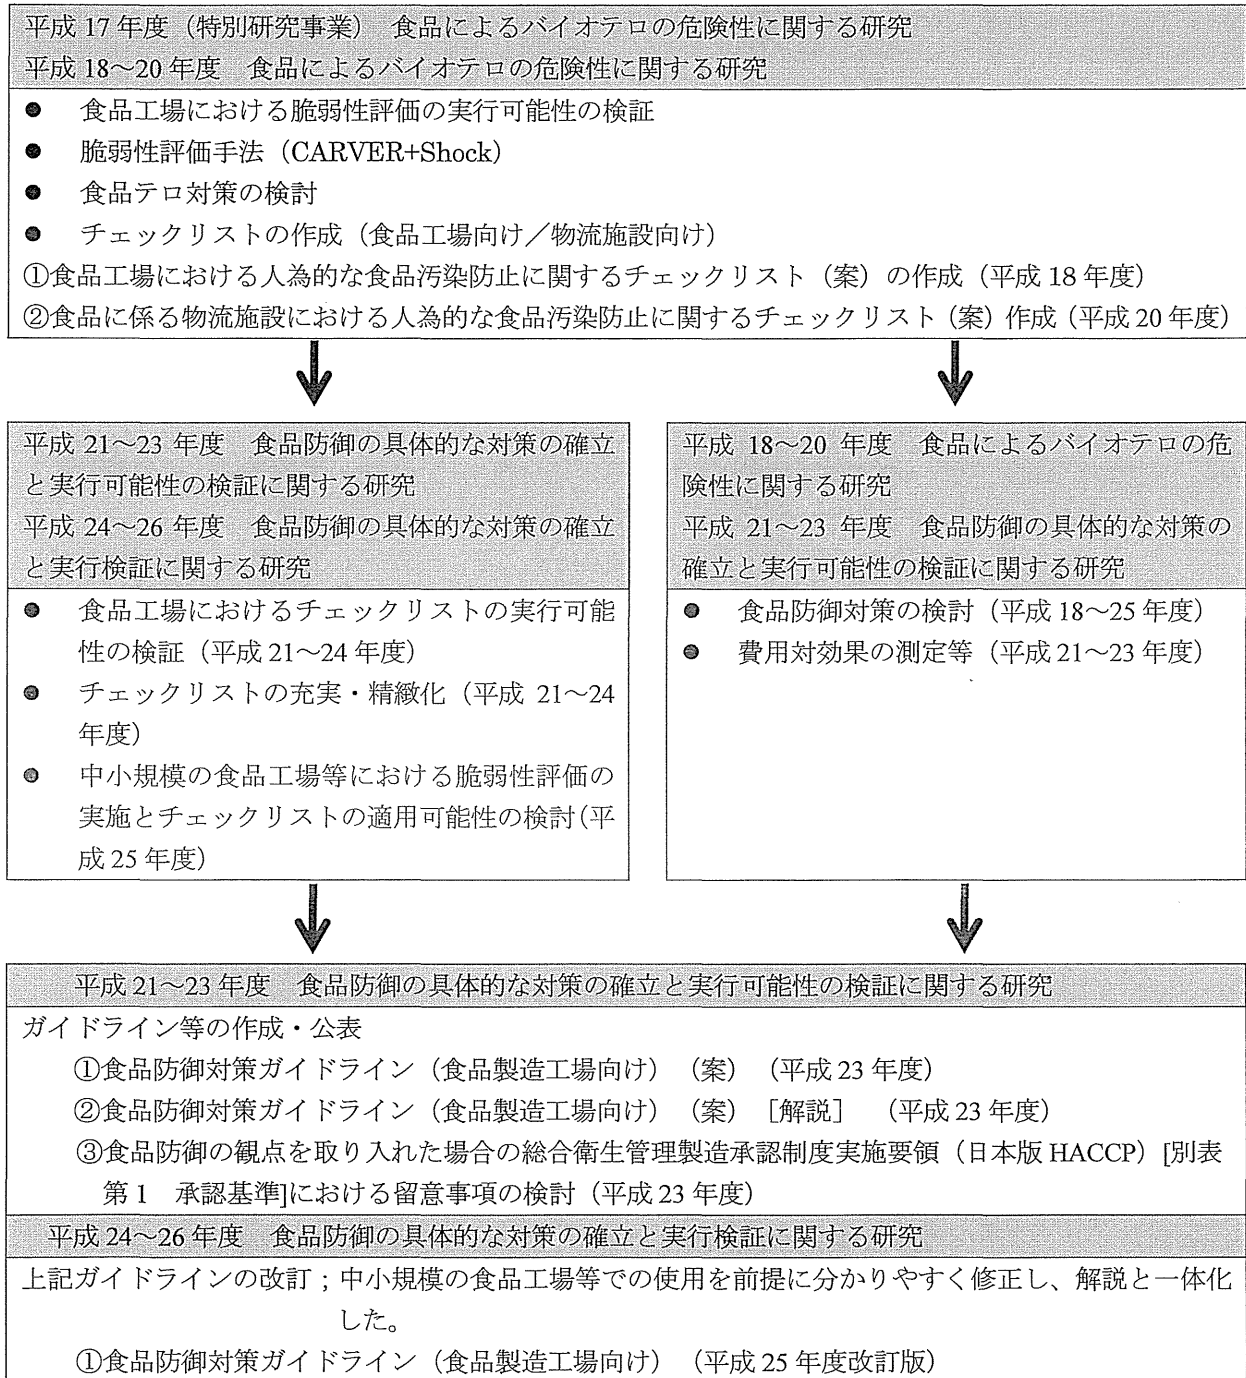 平成 17 年度（特別研究事業）　食品によるバイオテロの危険性に関する研究
平成 18～20 年度　食品によるバイオテロの危険性に関する研究
●　食品工場における脆弱性評価の実行可能性の検証
●　脆弱性評価手法（CARVER+Shock）
●　食品テロ対策の検討
●　チェックリストの作成（食品工場向け／物流施設向け）
①食品工場における人為的な食品汚染防止に関するチェックリスト（案）の作成（平成 18 年度）
②食品に係る物流施設における人為的な食品汚染防止に関するチェックリスト（案）作成（平成 20 年度）
平成 21～23 年度　食品防御の具体的な対策の確立
と実行可能性の検証に関する研究
平成 24～26 年度　食品防御の具体的な対策の確立
と実行検証に関する研究
●　食品工場におけるチェックリストの実行可能
性の検証（平成 21～24 年度）
●　チェックリストの充実・精緻化（平成 21～24
年度）
●　中小規模の食品工場等における脆弱性評価の
実施とチェックリストの適用可能性の検討（平
成 25 年度）
平成 18～20 年度　食品によるバイオテロの危
険性に関する研究
平成 21～23 年度　食品防御の具体的な対策の
確立と実行可能性の検証に関する研究
●　食品防御対策の検討（平成 18～25 年度）
●　費用対効果の測定等（平成 21～23 年度）
平成 21～23 年度　食品防御の具体的な対策の確立と実行可能性の検証に関する研究
ガイドライン等の作成・公表
①食品防御対策ガイドライン（食品製造工場向け）（案）（平成 23 年度）
②食品防御対策ガイドライン（食品製造工場向け）（案）［解説］　（平成 23 年度）
③食品防御の観点を取り入れた場合の総合衛生管理製造承認制度実施要領（日本版 HACCP）[別表
第 1　承認基準]における留意事項の検討（平成 23 年度）
平成 24～26 年度　食品防御の具体的な対策の確立と実行検証に関する研究
上記ガイドラインの改訂；中小規模の食品工場等での使用を前提に分かりやすく修正し、解説と一体化
した。
①食品防御対策ガイドライン（食品製造工場向け）（平成 25 年度改訂版）